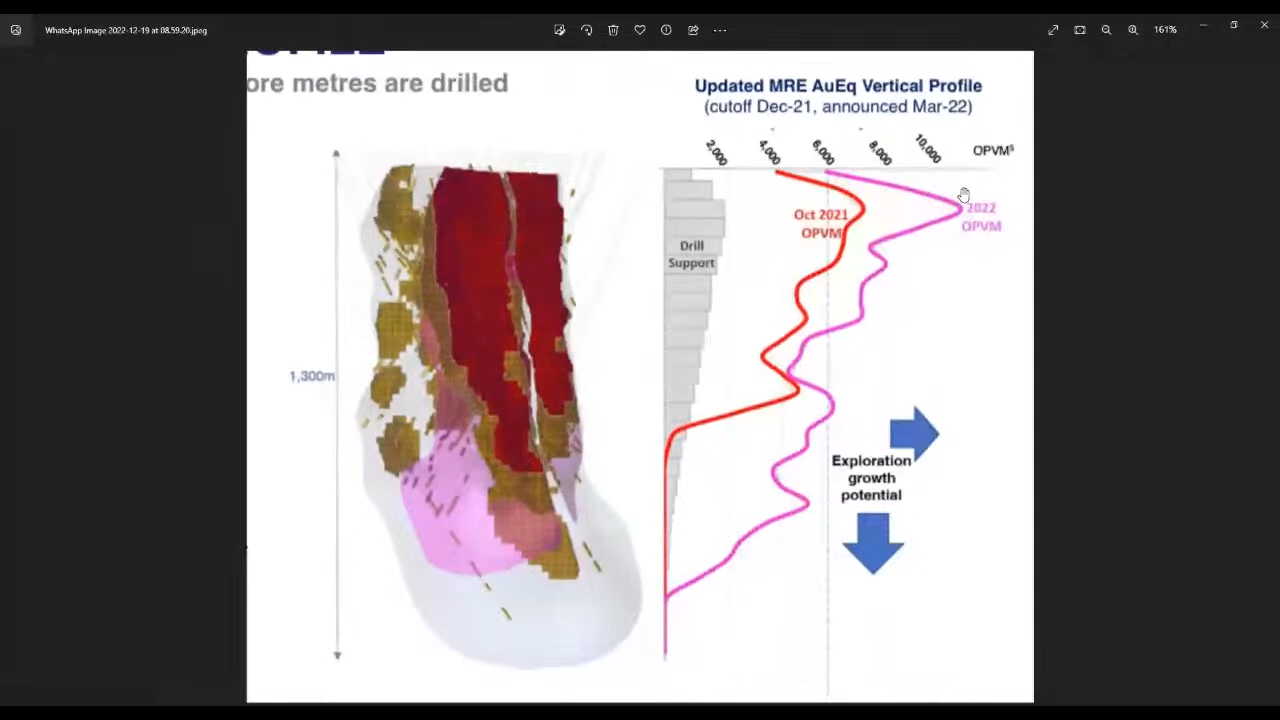 WhatsApp Image 2022-12-19 at 08.59.20.jpeg
161%
ore metres are drilled
Updated MRE AuEq Vertical Profile
(cutoff Dec-21, announced Mar-22)
2,000
4,000
6,000
8,000
10,000
OPVM⁵
Oct 2021
OPVM
2022
OPVM
Drill
Support
1,300m
Exploration
growth
potential